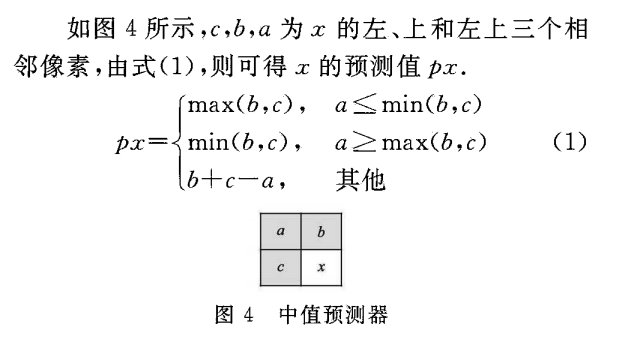 如图 4 所示,c,b,a 为 x 的左、上和左上三个相
邻像素,由式(1),则可得 x 的预测值 px.
max(b,c), a≤min(b,c)
px={min(b,c), a≥max(b,c) (1)
b+c-a, 其他
a b
c x
图 4 中值预测器